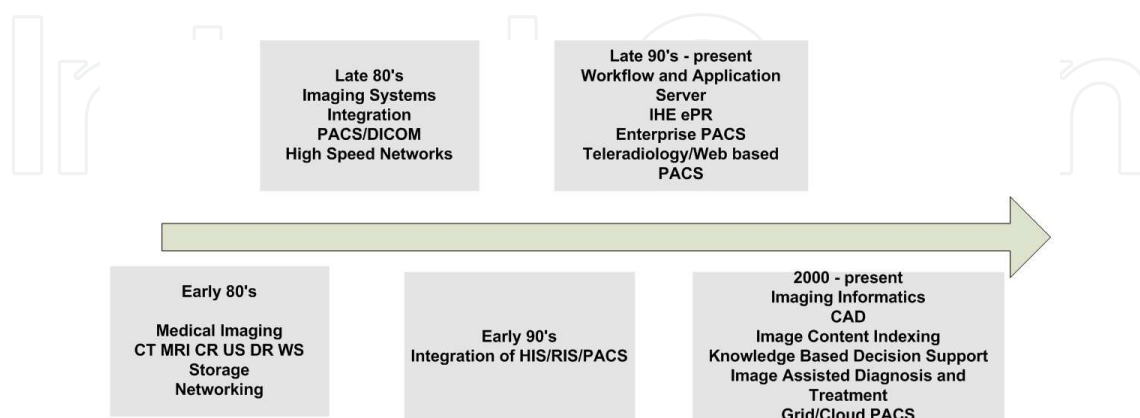 Late 80's
Imaging Systems
Integration
PACS/DICOM
High Speed Networks
Late 90's - present
Workflow and Application
Server
IHE ePR
Enterprise PACS
Teleradiology/Web based
PACS
Early 80's
Medical Imaging
CT MRI CR US DR WS
Storage
Networking
Early 90's
Integration of HIS/RIS/PACS
2000 - present
Imaging Informatics
CAD
Image Content Indexing
Knowledge Based Decision Support
Image Assisted Diagnosis and
Treatment
Grid/Cloud PACS